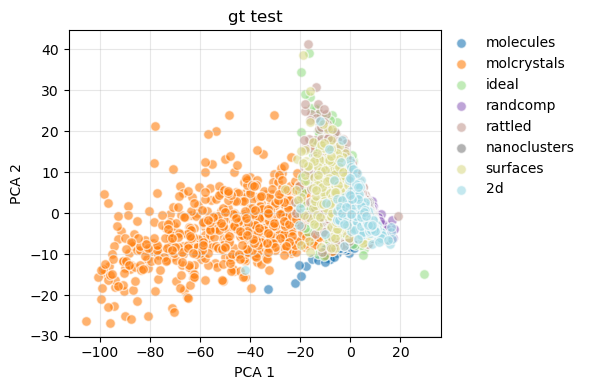 gt test
PCA 2
40
30
20
10
0
−10
−20
−30
−100
−80
−60
−40
−20
0
20
PCA 1
molecules
molcrystals
ideal
randcomp
rattled
nanoclusters
surfaces
2d